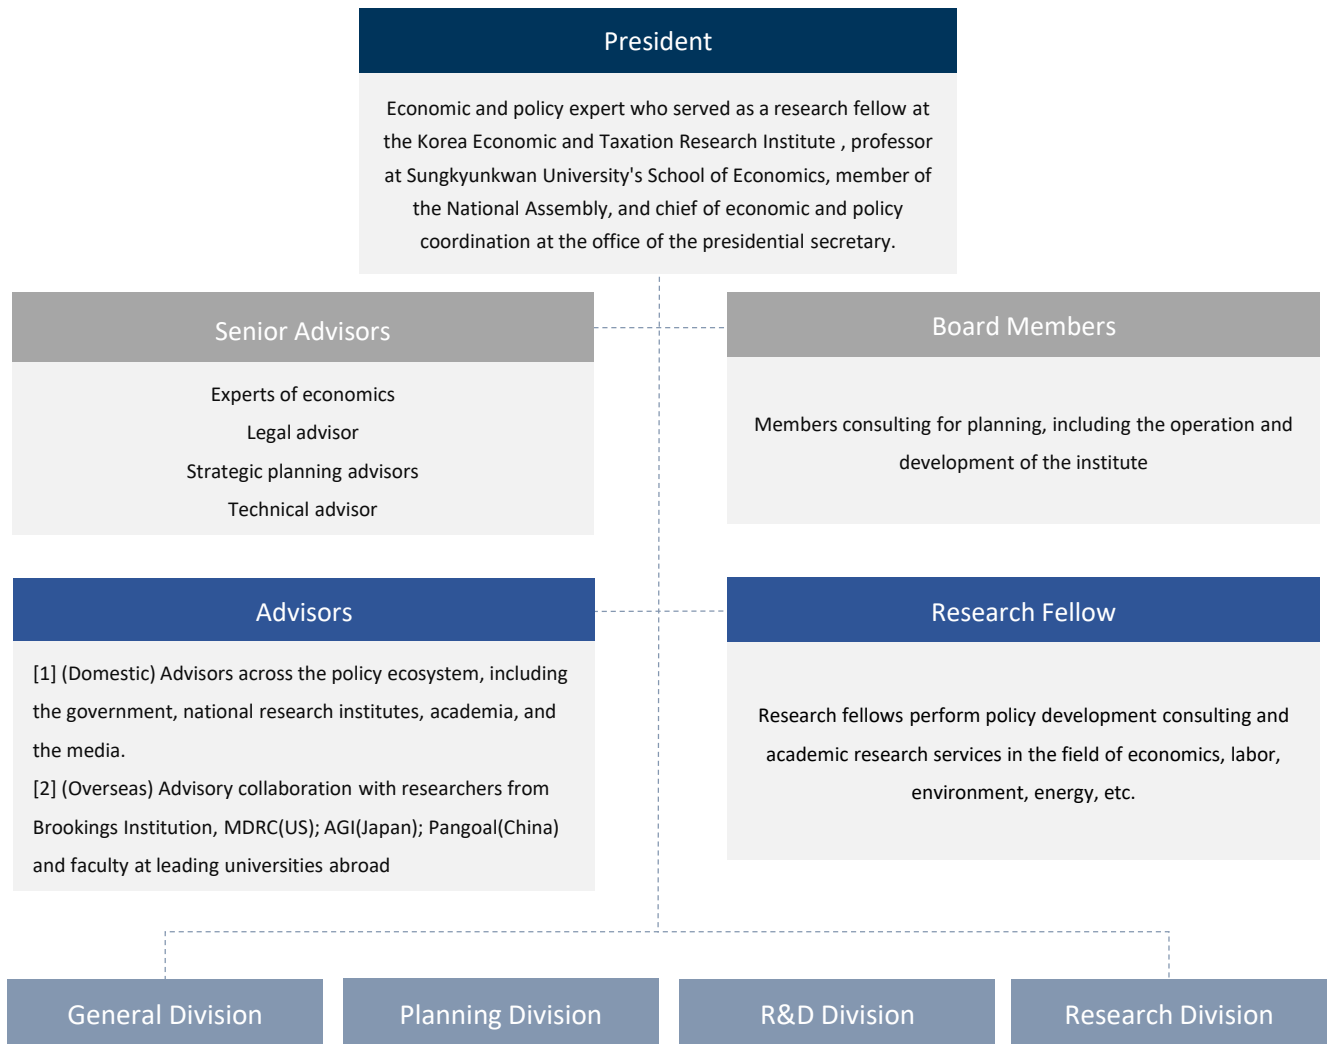 President
Economic and policy expert who served as a research fellow at
the Korea Economic and Taxation Research Institute , professor
at Sungkyunkwan University's School of Economics, member of
the National Assembly, and chief of economic and policy
coordination at the office of the presidential secretary.
Senior Advisors
Experts of economics
Legal advisor
Strategic planning advisors
Technical advisor
Board Members
Members consulting for planning, including the operation and
development of the institute
Advisors
[1] (Domestic) Advisors across the policy ecosystem, including
the government, national research institutes, academia, and
the media.
[2] (Overseas) Advisory collaboration with researchers from
Brookings Institution, MDRC(US); AGI(Japan); Pangoal(China)
and faculty at leading universities abroad
Research Fellow
Research fellows perform policy development consulting and
academic research services in the field of economics, labor,
environment, energy, etc.
General Division
Planning Division
R&D Division
Research Division